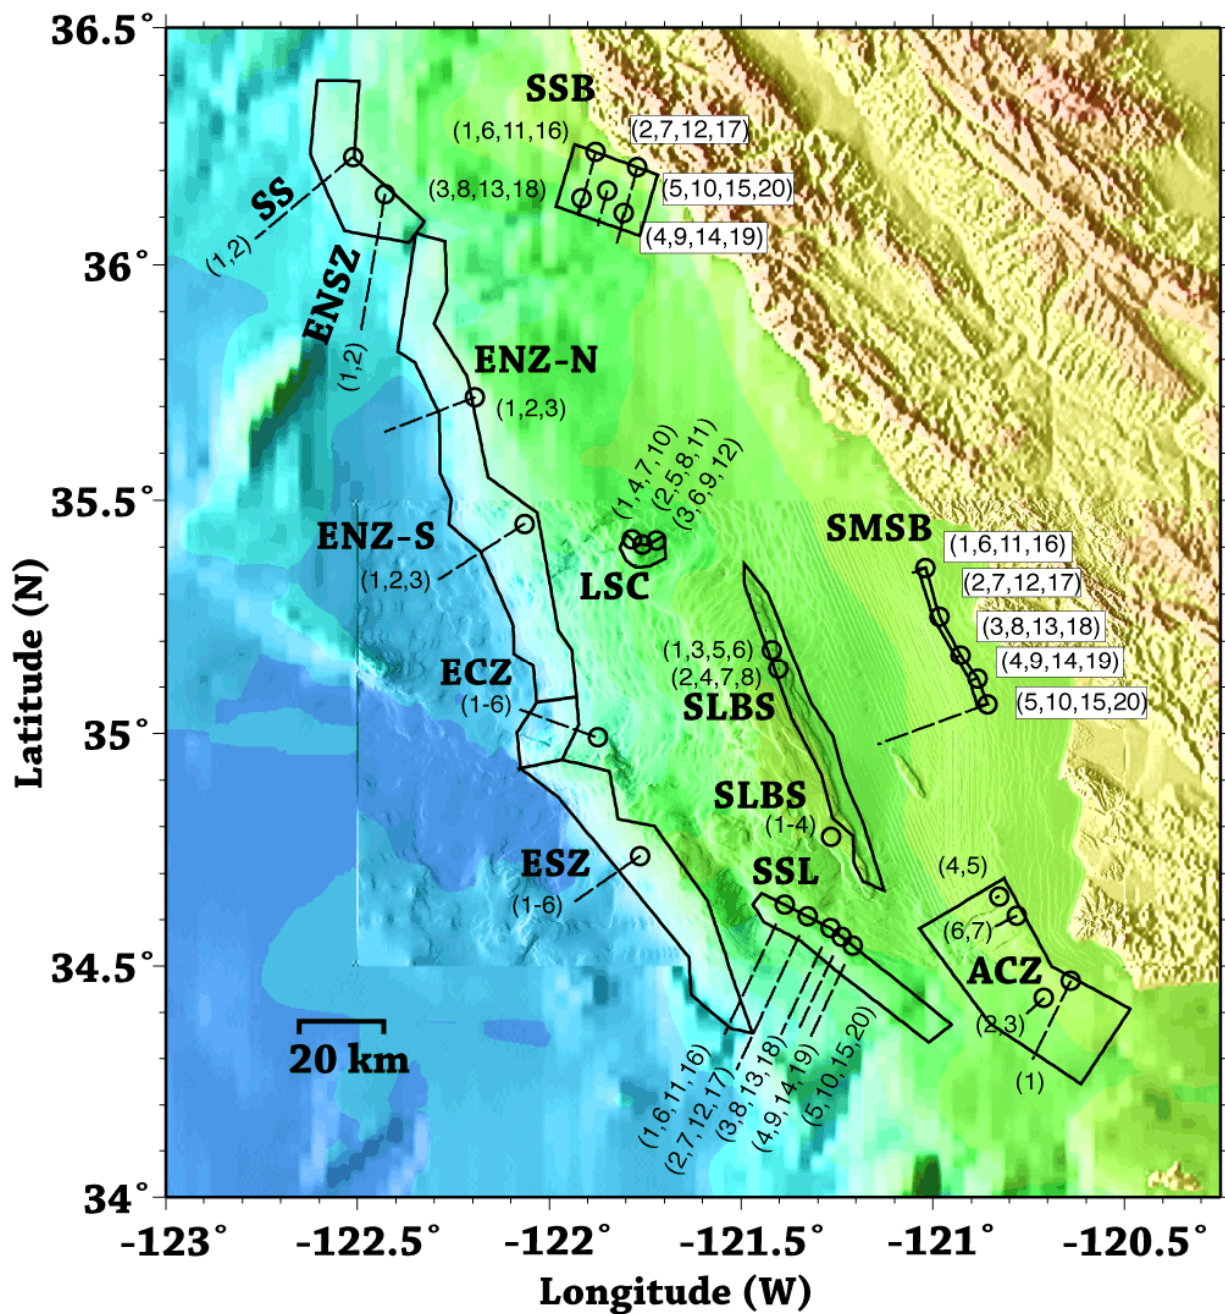 36.5°
SSB
(1,6,11,16)
(2,7,12,17)
(3,8,13,18)
(5,10,15,20)
(4,9,14,19)
SS
(1,2)
36°
ENSZ
(1,2)
ENZ-N
(1,2,3)
(1,4,7,10)
(2,5,8,11)
(3,6,9,12)
35.5°
ENZ-S
(1,2,3)
LSC
SMSB
(1,6,11,16)
(2,7,12,17)
(3,8,13,18)
(4,9,14,19)
(5,10,15,20)
(1,3,5,6)
(2,4,7,8)
SLBS
ECZ
(1-6)
35°
SLBS
(1-4)
ESZ
(1-6)
SSL
(4,5)
(6,7)
ACZ
(2,3)
(1)
34.5°
20 km
(1,6,11,16)
(2,7,12,17)
(3,8,13,18)
(4,9,14,19)
(5,10,15,20)
34°
-123°
-122.5°
-122°
-121.5°
-121°
-120.5°
Latitude (N)
Longitude (W)